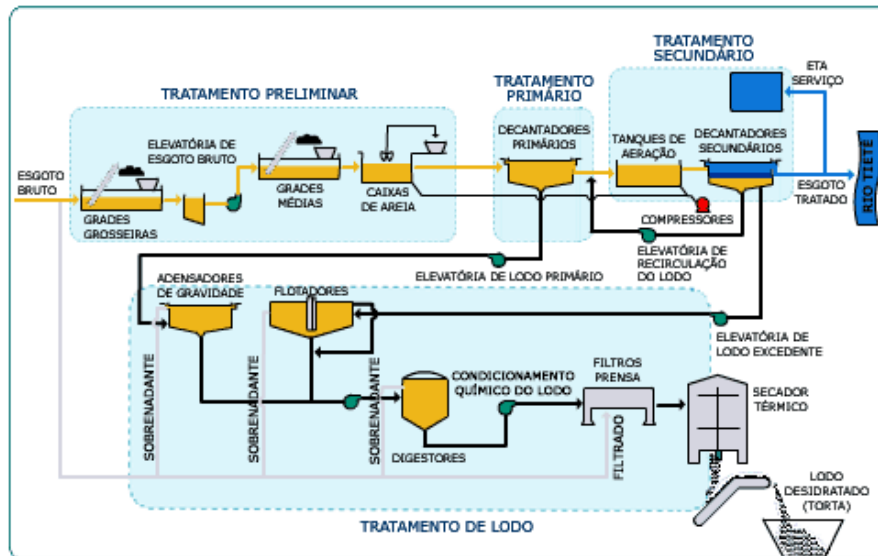 TRATAMENTO PRELIMINAR
TRATAMENTO
PRIMÁRIO
TRATAMENTO
SECUNDÁRIO
ETA
SERVIÇO
ESGOTO
BRUTO
GRADES
GROSSEIRAS
ELEVATÓRIA DE
ESGOTO BRUTO
GRADES
MÉDIAS
CAIXAS
DE AREIA
DECANTADORES
PRIMÁRIOS
TANQUES DE
AERAÇÃO
DECANTADORES
SECUNDÁRIOS
COMPRESSORES
ESGOTO
TRATADO
RIO TIETÊ
ELEVATÓRIA DE LODO PRIMÁRIO
ELEVATÓRIA DE
RECIRCULAÇÃO
DO LODO
ADENSADORES
DE GRAVIDADE
FLOTADORES
ELEVATÓRIA DE
LODO EXCEDENTE
SOBRENADANTE
SOBRENADANTE
SOBRENADANTE
DIGESTORES
CONDICIONAMENTO
QUÍMICO DO LODO
FILTROS
PRENSA
FILTRADO
SECADOR
TÉRMICO
LODO
DESIDRATADO
(TORTA)
TRATAMENTO DE LODO